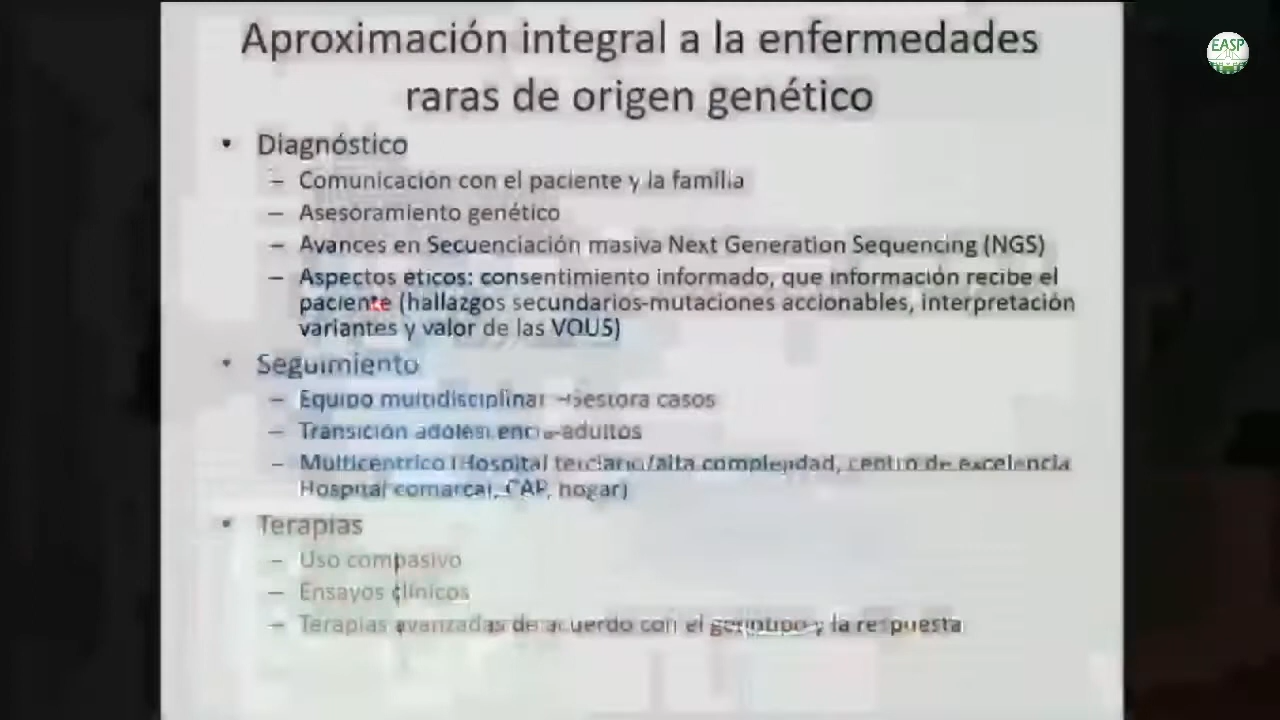 Aproximación integral a la enfermedades
raras de origen genético
• Diagnóstico
– Comunicación con el paciente y la familia
– Asesoramiento genético
– Avances en Secuenciación masiva Next Generation Sequencing (NGS)
– Aspectos éticos: consentimiento informado, que información recibe el
paciente (hallazgos secundarios-mutaciones accionables, interpretación
variantes y valor de las VOUS)
• Seguimiento
– Equipo multidisciplinar casos
– Transición adolescencia-adultos
– Multicentrico (Hospital terciario/alta complejidad, centro de excelencia
Hospital comarcal, CAP, hogar)
• Terapias
– Uso compasivo
– Ensayos clínicos
– Terapias avanzadas de acuerdo con el genotipo y la respuesta
EASP